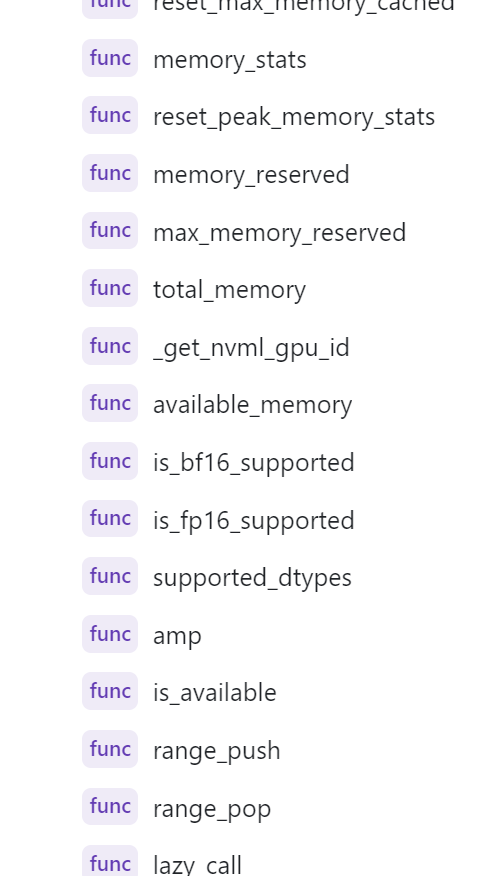 func reset_max_memory_cached
func memory_stats
func reset_peak_memory_stats
func memory_reserved
func max_memory_reserved
func total_memory
func _get_nvml_gpu_id
func available_memory
func is_bf16_supported
func is_fp16_supported
func supported_dtypes
func amp
func is_available
func range_push
func range_pop
func lazy_call